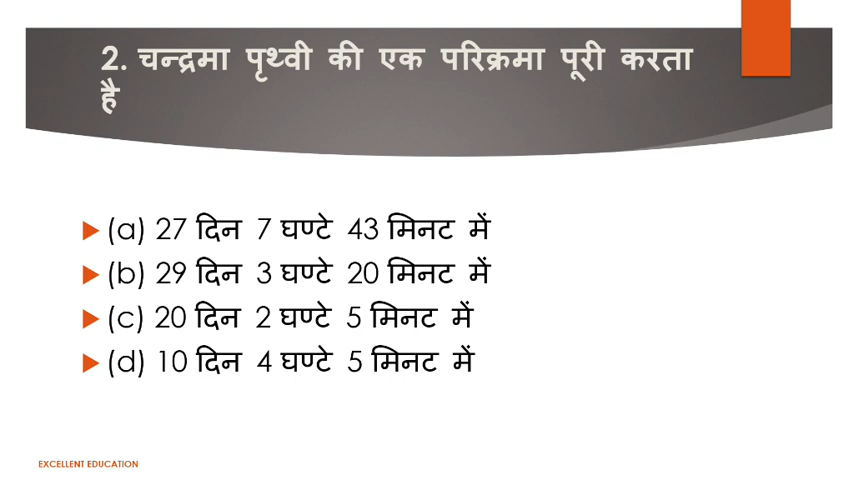 2. चन्द्रमा पृथ्वी की एक परिक्रमा पूरी करता
है
(a) 27 दिन 7 घण्टे 43 मिनट में
(b) 29 दिन 3 घण्टे 20 मिनट में
(c) 20 दिन 2 घण्टे 5 मिनट में
(d) 10 दिन 4 घण्टे 5 मिनट में
EXCELLENT EDUCATION